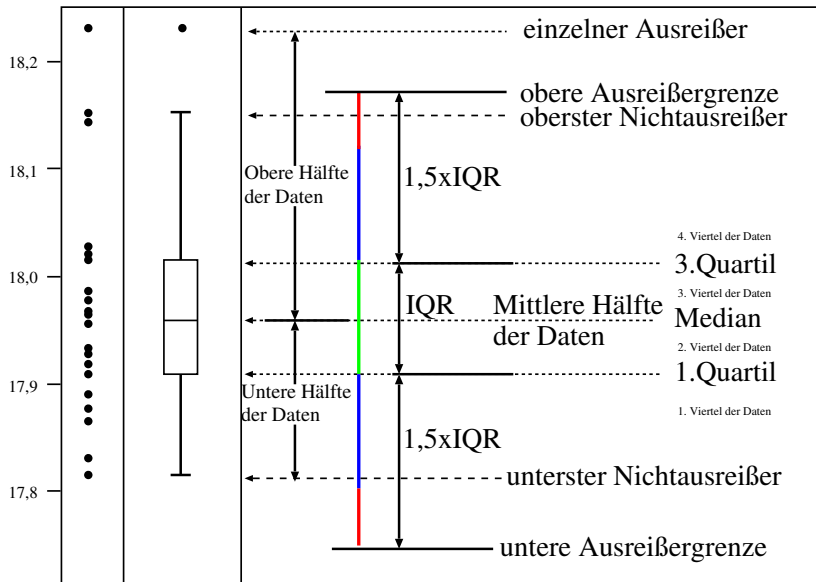 einzelner Ausreißer
18,2
obere Ausreißergrenze
oberster Nichtausreißer
18,1
Obere Hälfte
der Daten
1,5xIQR
4. Viertel der Daten
3.Quartil
18,0
3. Viertel der Daten
IQR
Mittlere Hälfte
der Daten
Median
2. Viertel der Daten
1.Quartil
17,9
Untere Hälfte
der Daten
1. Viertel der Daten
1,5xIQR
unterster Nichtausreißer
17,8
untere Ausreißergrenze